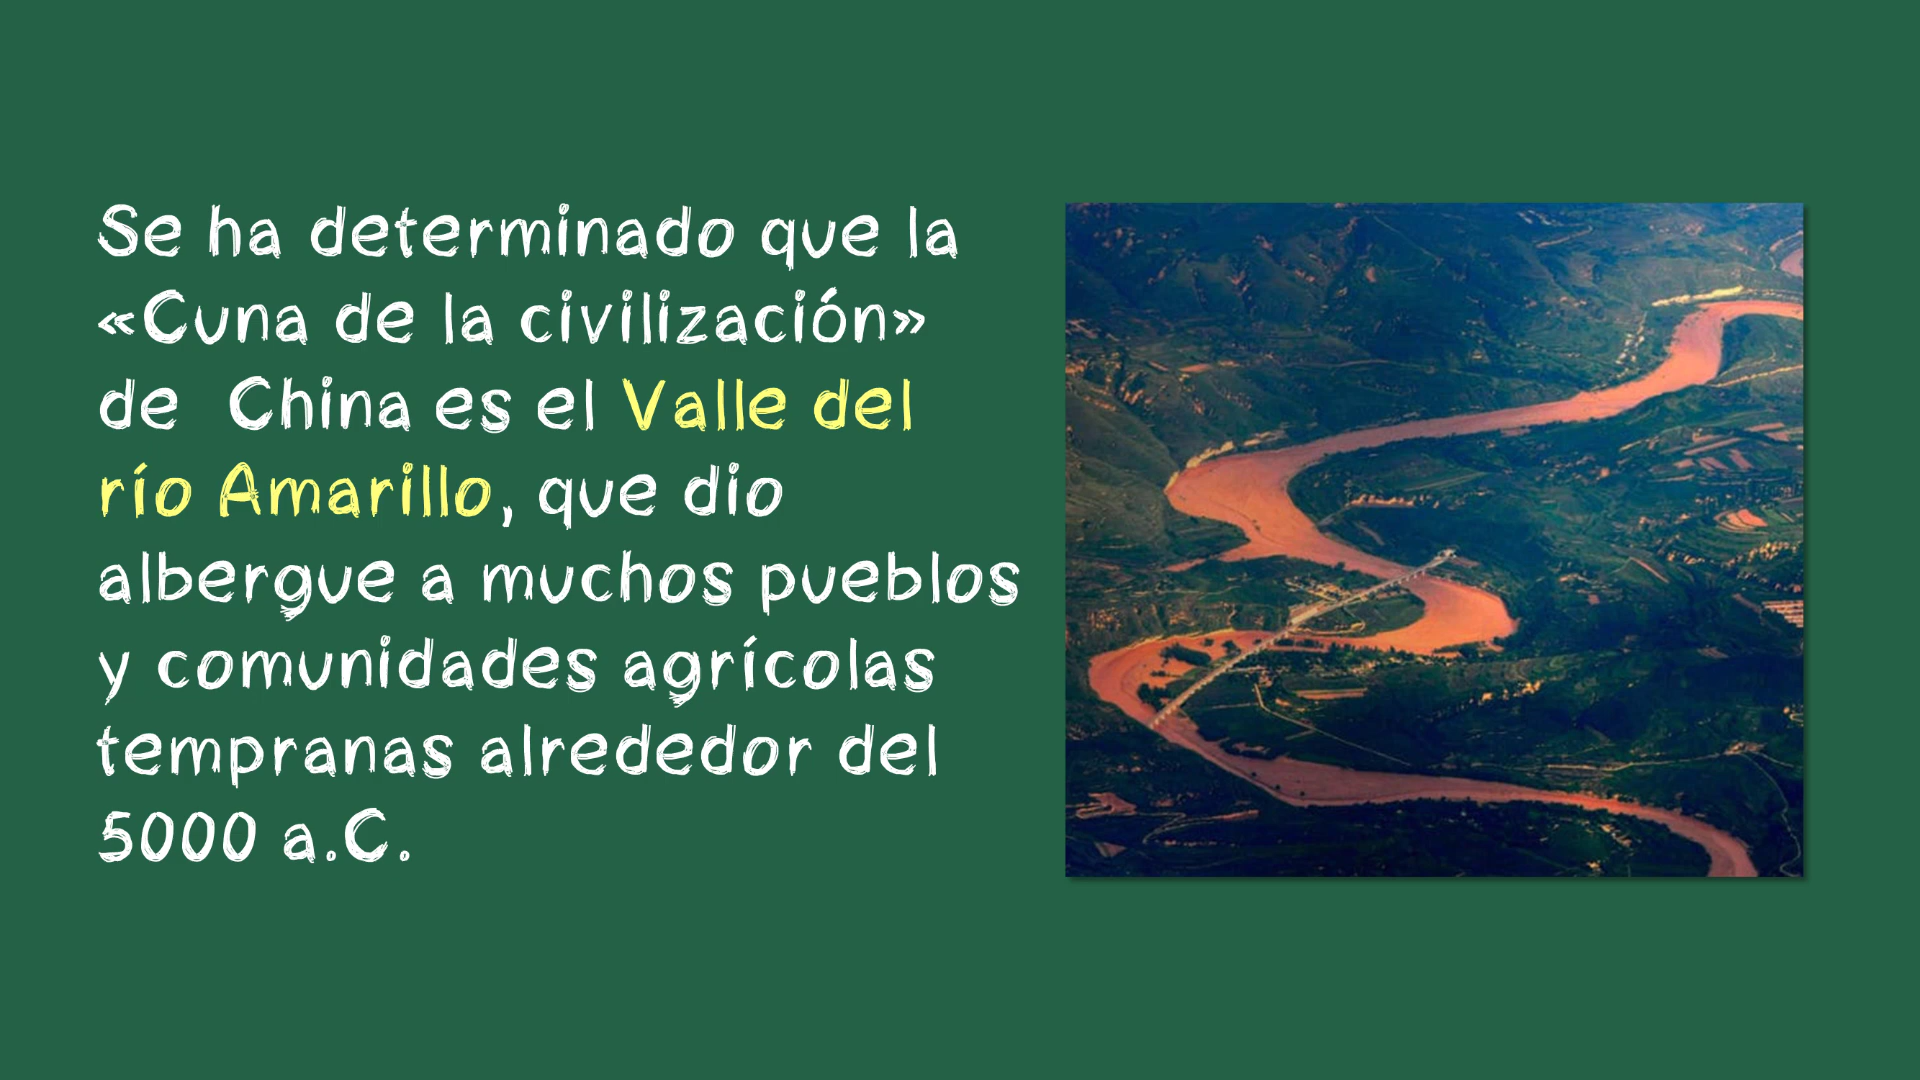 Se ha determinado que la
«Cuna de la civilización»
de  China es el Valle del
río Amarillo, que dio
albergue a muchos pueblos
y comunidades agrícolas
tempranas alrededor del
5000 a.C.